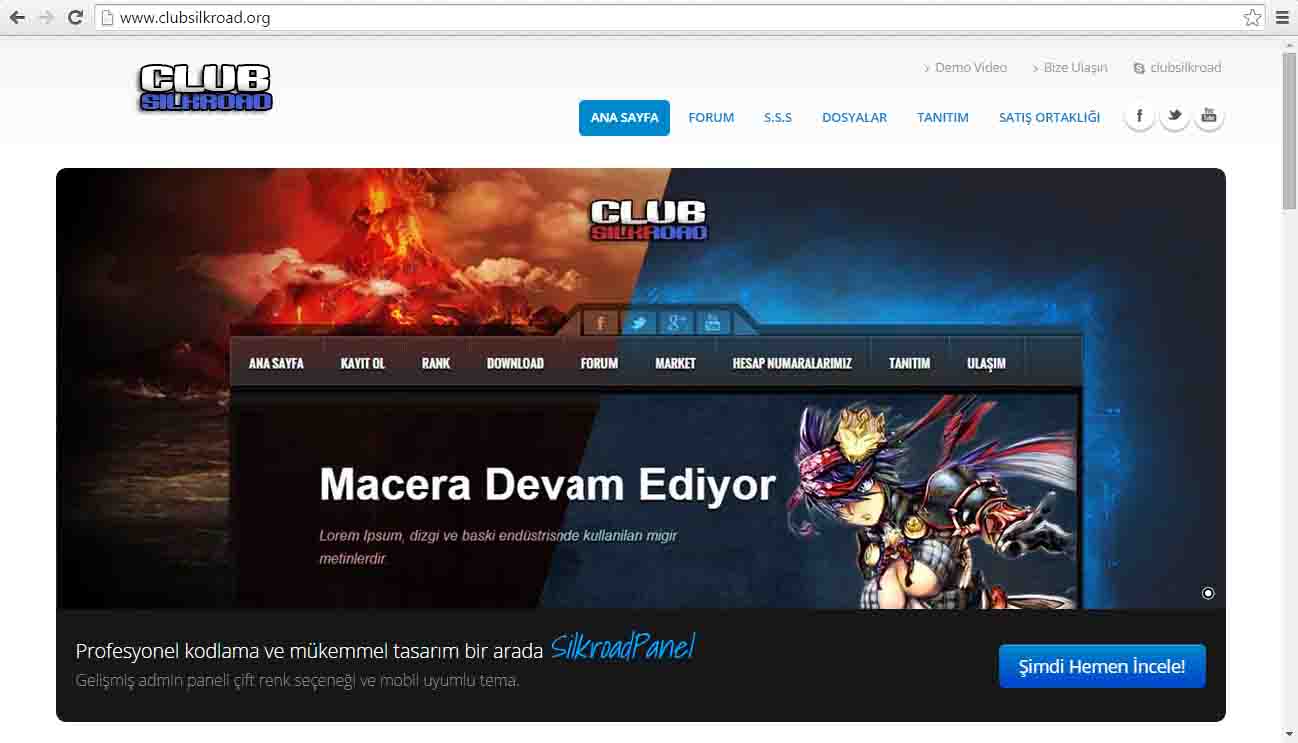 www.clubsilkroad.org
CLUB
SILKROAD
Demo Video Bize Ulaşın clubsilkroad
ANA SAYFA FORUM S.S.S DOSYALAR TANITIM SATIŞ ORTAKLIĞI
CLUB
SILKROAD
ANA SAYFA KAYIT OL RANK DOWNLOAD FORUM MARKET HESAP NUMARALARIMIZ TANITIM ULAŞIM
Macera Devam Ediyor
Lorem Ipsum, dizgi ve baski endüstrisinde kullanilan migir
metinlerdir.
Profesyonel kodlama ve mükemmel tasarım bir arada SilkroadPanel
Gelişmiş admin paneli çift renk seçeneği ve mobil uyumlu tema.
Şimdi Hemen İncele!